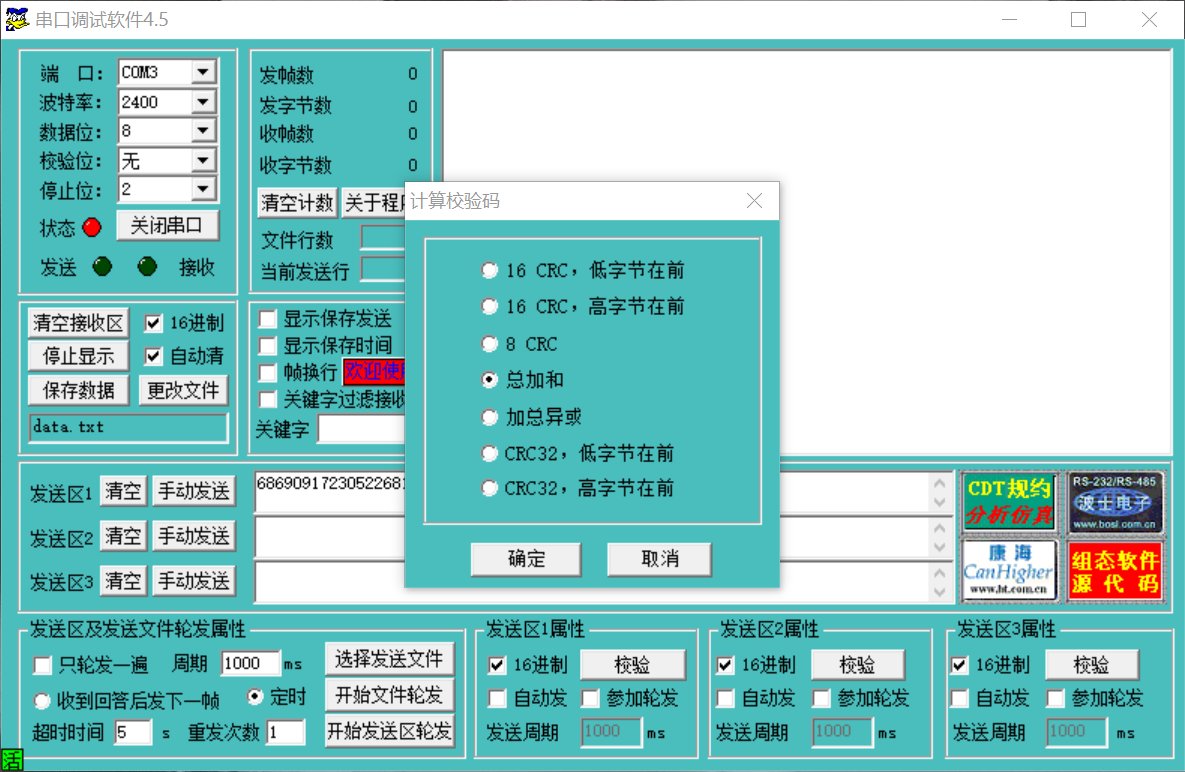 串口调试软件4.5
端 口： COM3
波特率： 2400
数据位： 8
校验位： 无
停止位： 2
状态 关闭串口
发送 接收
发帧数 0
发字节数 0
收帧数 0
收字节数 0
清空计数 关于程
文件行数
当前发送行
清空接收区 16进制
停止显示 自动清
保存数据 更改文件
data.txt
显示保存发送
显示保存时间
帧换行 欢迎使
关键字过滤接收
关键字
计算校验码
16 CRC，低字节在前
16 CRC，高字节在前
8 CRC
总加和
加总异或
CRC32，低字节在前
CRC32，高字节在前
确定 取消
发送区1 清空 手动发送 6869091723052268
发送区2 清空 手动发送
发送区3 清空 手动发送
CDT规约
分析仿真
RS-232/RS-485
波士电子
www.bosi.com.cn
康海
CanHigher
www.ht.com.cn
组态软件
源代码
发送区及发送文件轮发属性
只轮发一遍 周期 1000 ms 选择发送文件
收到回答后发下一帧 定时 开始文件轮发
超时时间 5 s 重发次数 1 开始发送区轮发
发送区1属性
16进制 校验
自动发 参加轮发
发送周期 1000 ms
发送区2属性
16进制 校验
自动发 参加轮发
发送周期 1000 ms
发送区3属性
16进制 校验
自动发 参加轮发
发送周期 1000 ms
活